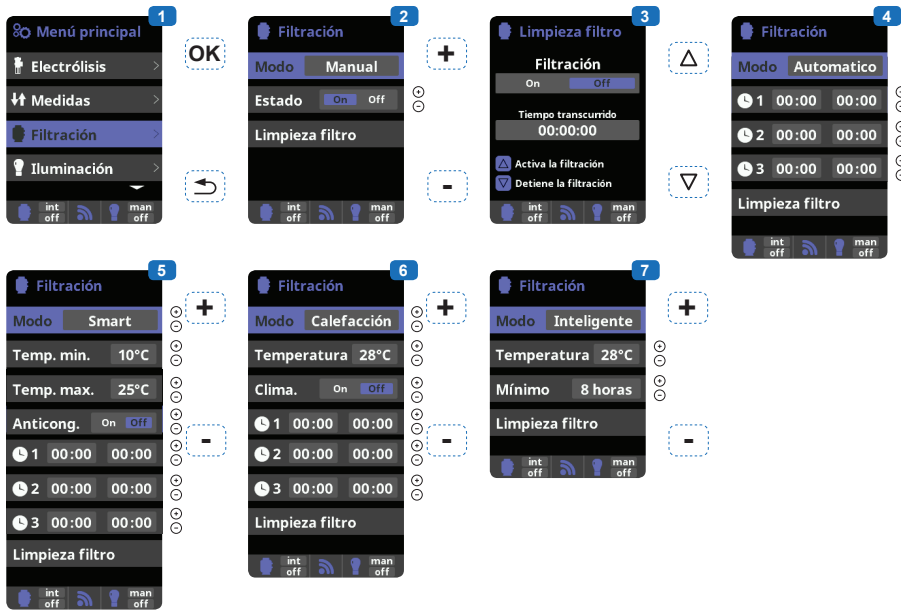 1
Menú principal
Electrólisis
Medidas
Filtración
Iluminación
int off
man off
OK
2
Filtración
Modo Manual
Estado On Off
Limpieza filtro
int off
man off
+
-
3
Limpieza filtro
Filtración
On Off
Tiempo transcurrido
00:00:00
Activa la filtración
Detiene la filtración
int off
man off
4
Filtración
Modo Automatico
1 00:00 00:00
2 00:00 00:00
3 00:00 00:00
Limpieza filtro
int off
man off
5
Filtración
Modo Smart
Temp. min. 10°C
Temp. max. 25°C
Anticong. On Off
1 00:00 00:00
2 00:00 00:00
3 00:00 00:00
Limpieza filtro
int off
man off
+
-
6
Filtración
Modo Calefacción
Temperatura 28°C
Clima. On Off
1 00:00 00:00
2 00:00 00:00
3 00:00 00:00
Limpieza filtro
int off
man off
+
-
7
Filtración
Modo Inteligente
Temperatura 28°C
Mínimo 8 horas
Limpieza filtro
int off
man off
+
-